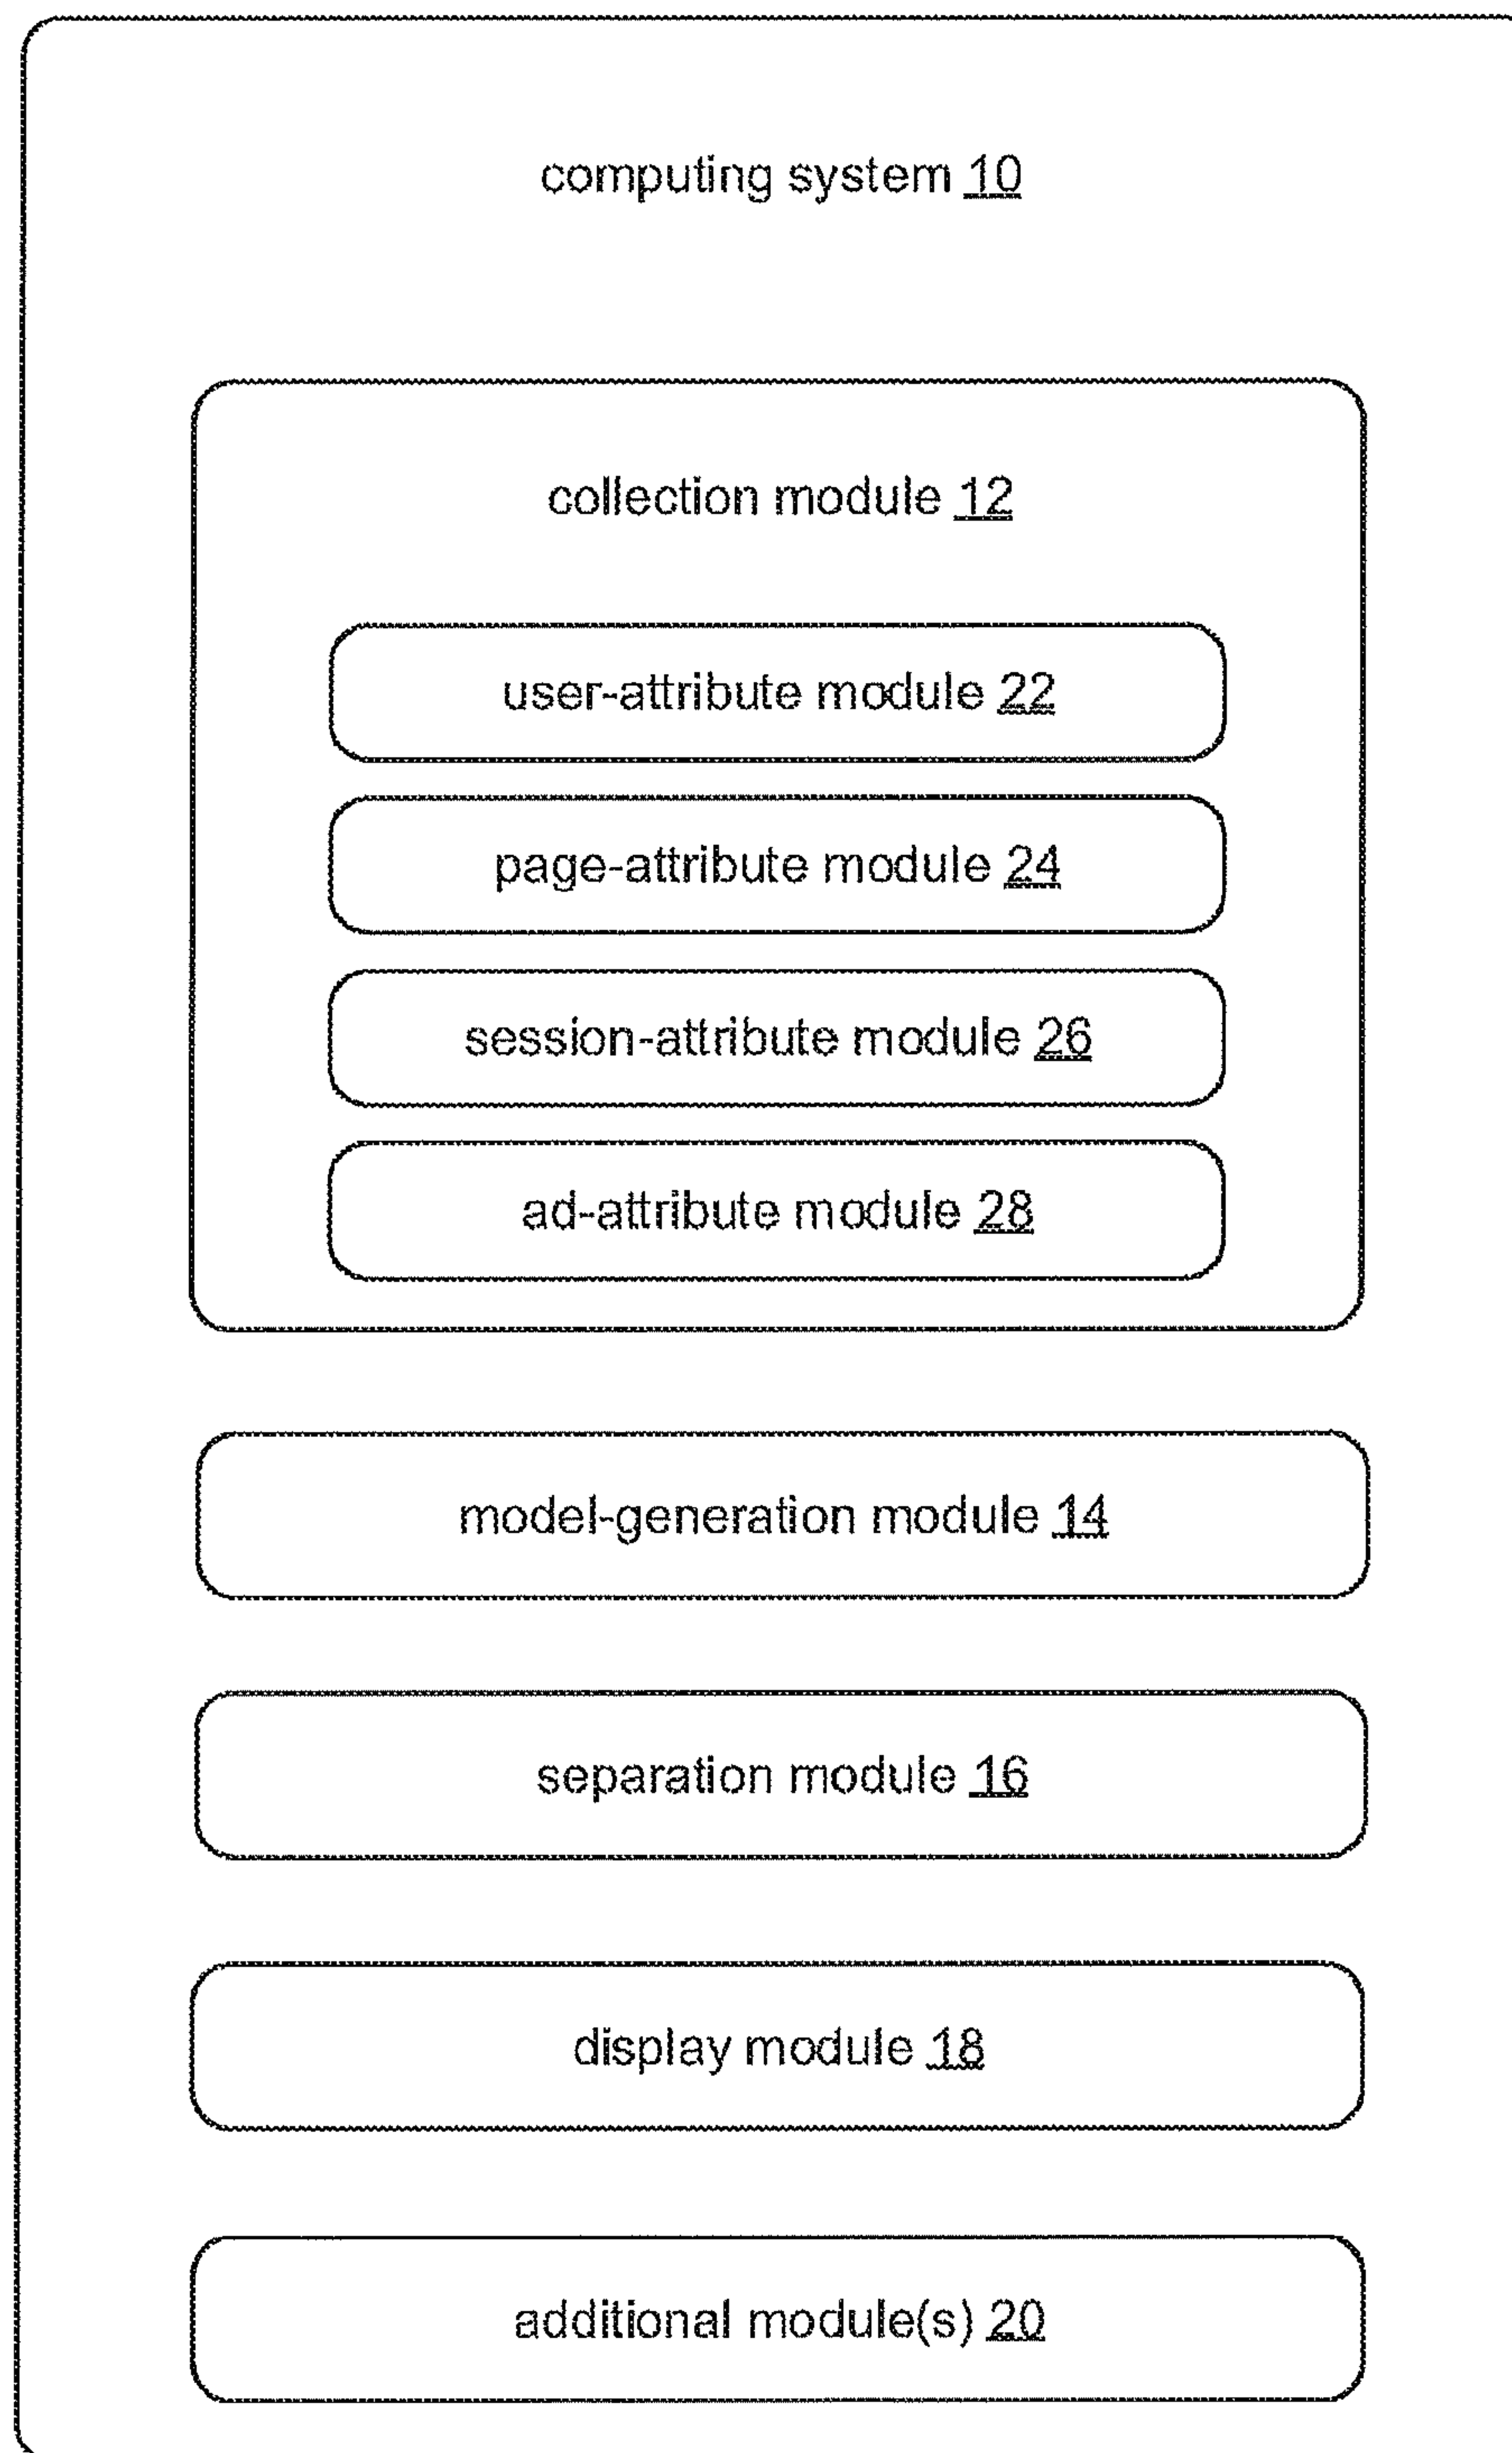 computing system 10
collection module 12
user-attribute module 22
page-attribute module 24
session-attribute module 26
ad-attribute module 28
model-generation module 14
separation module 16
display module 18
additional module(s) 20